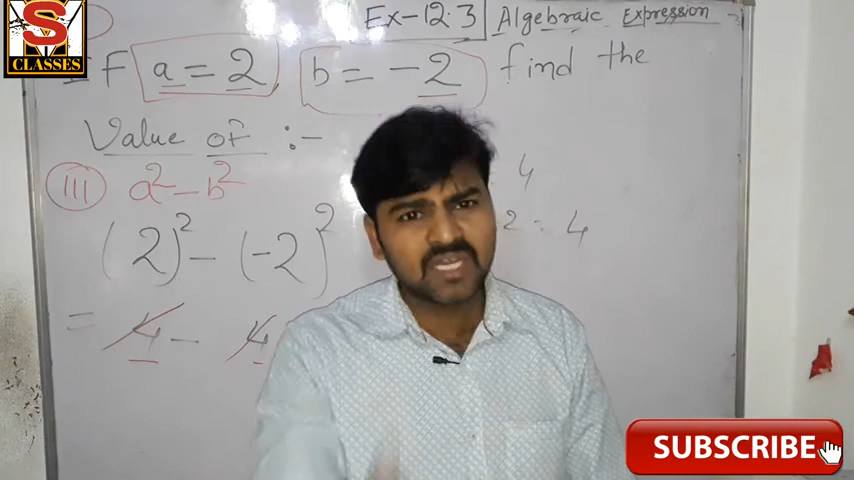 S
CLASSES
Ex-12.3 Algebraic Expression
If a = 2 b = -2 find the
Value of :-
(iii) a² - b²
(2)² - (-2)²
= 4 - 4
4
2 = 4
SUBSCRIBE